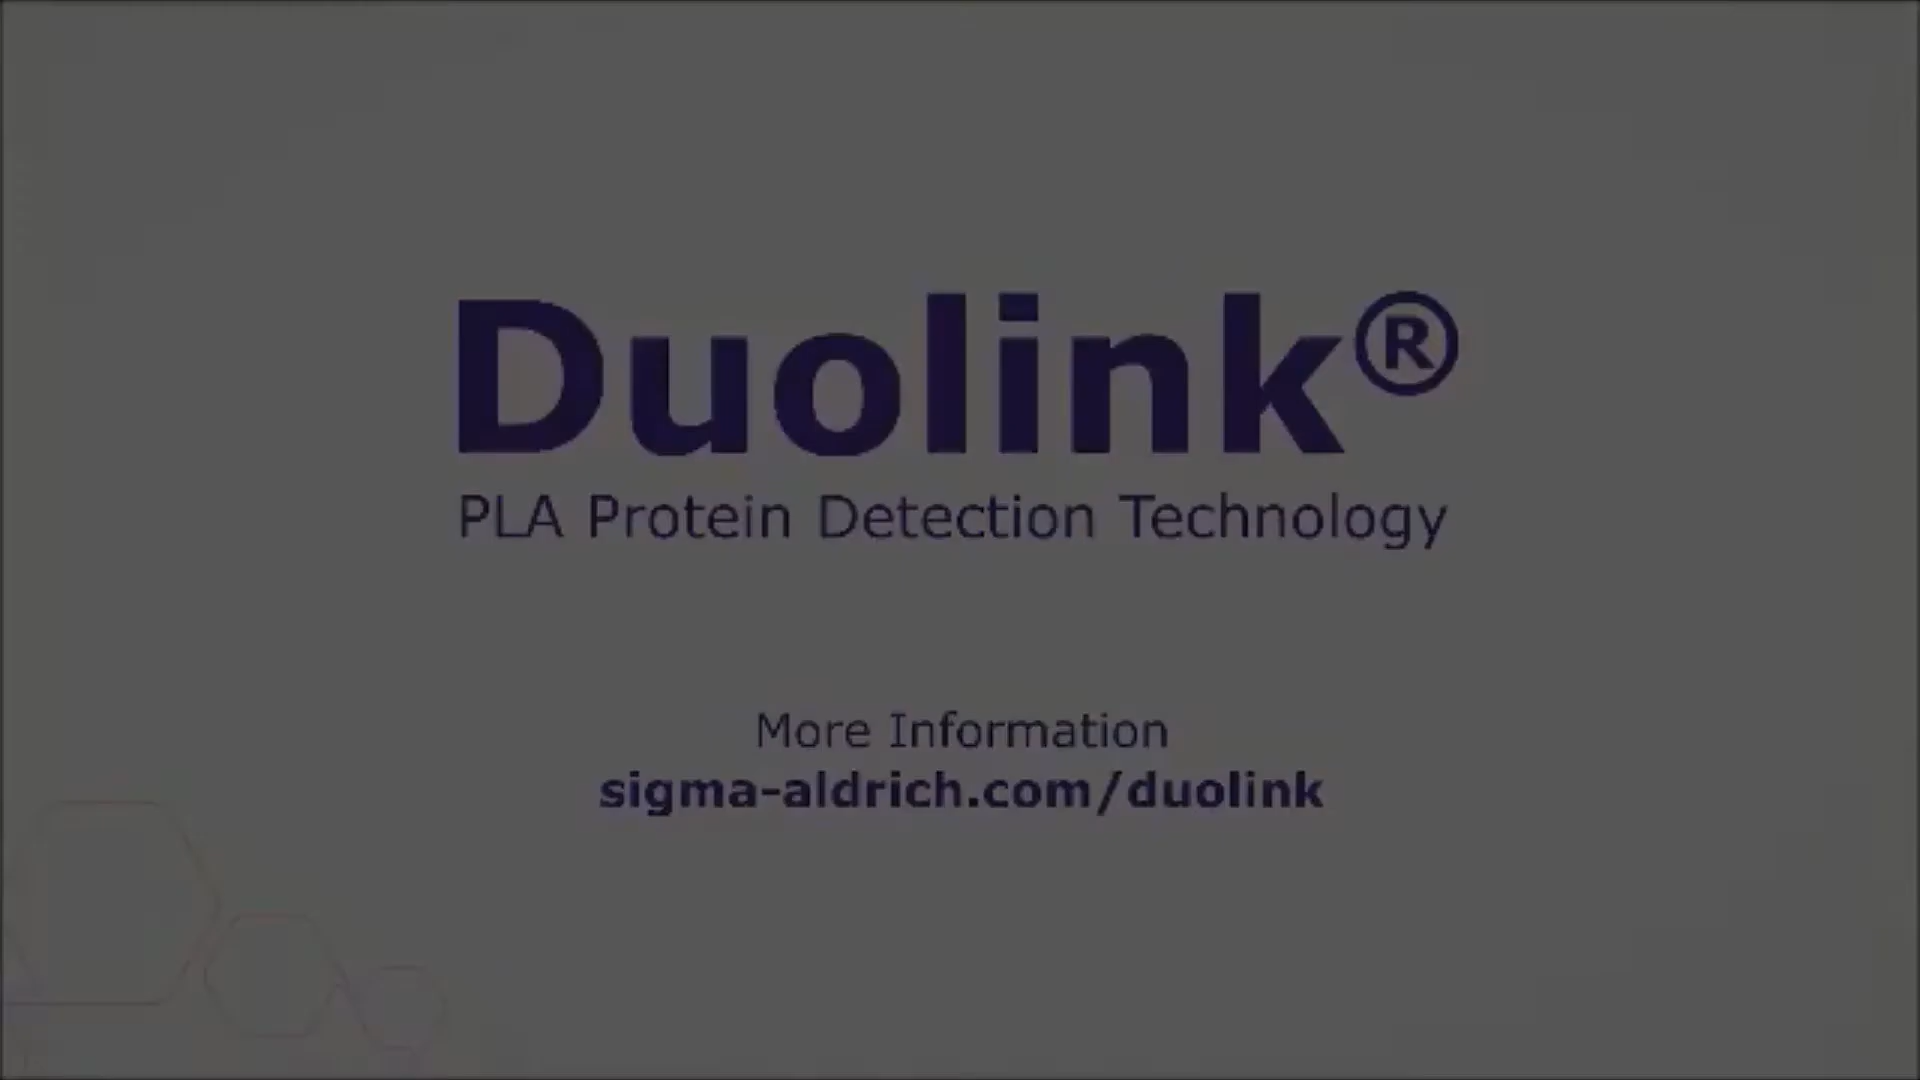 Duolink®
PLA Protein Detection Technology
More Information
sigma-aldrich.com/duolink